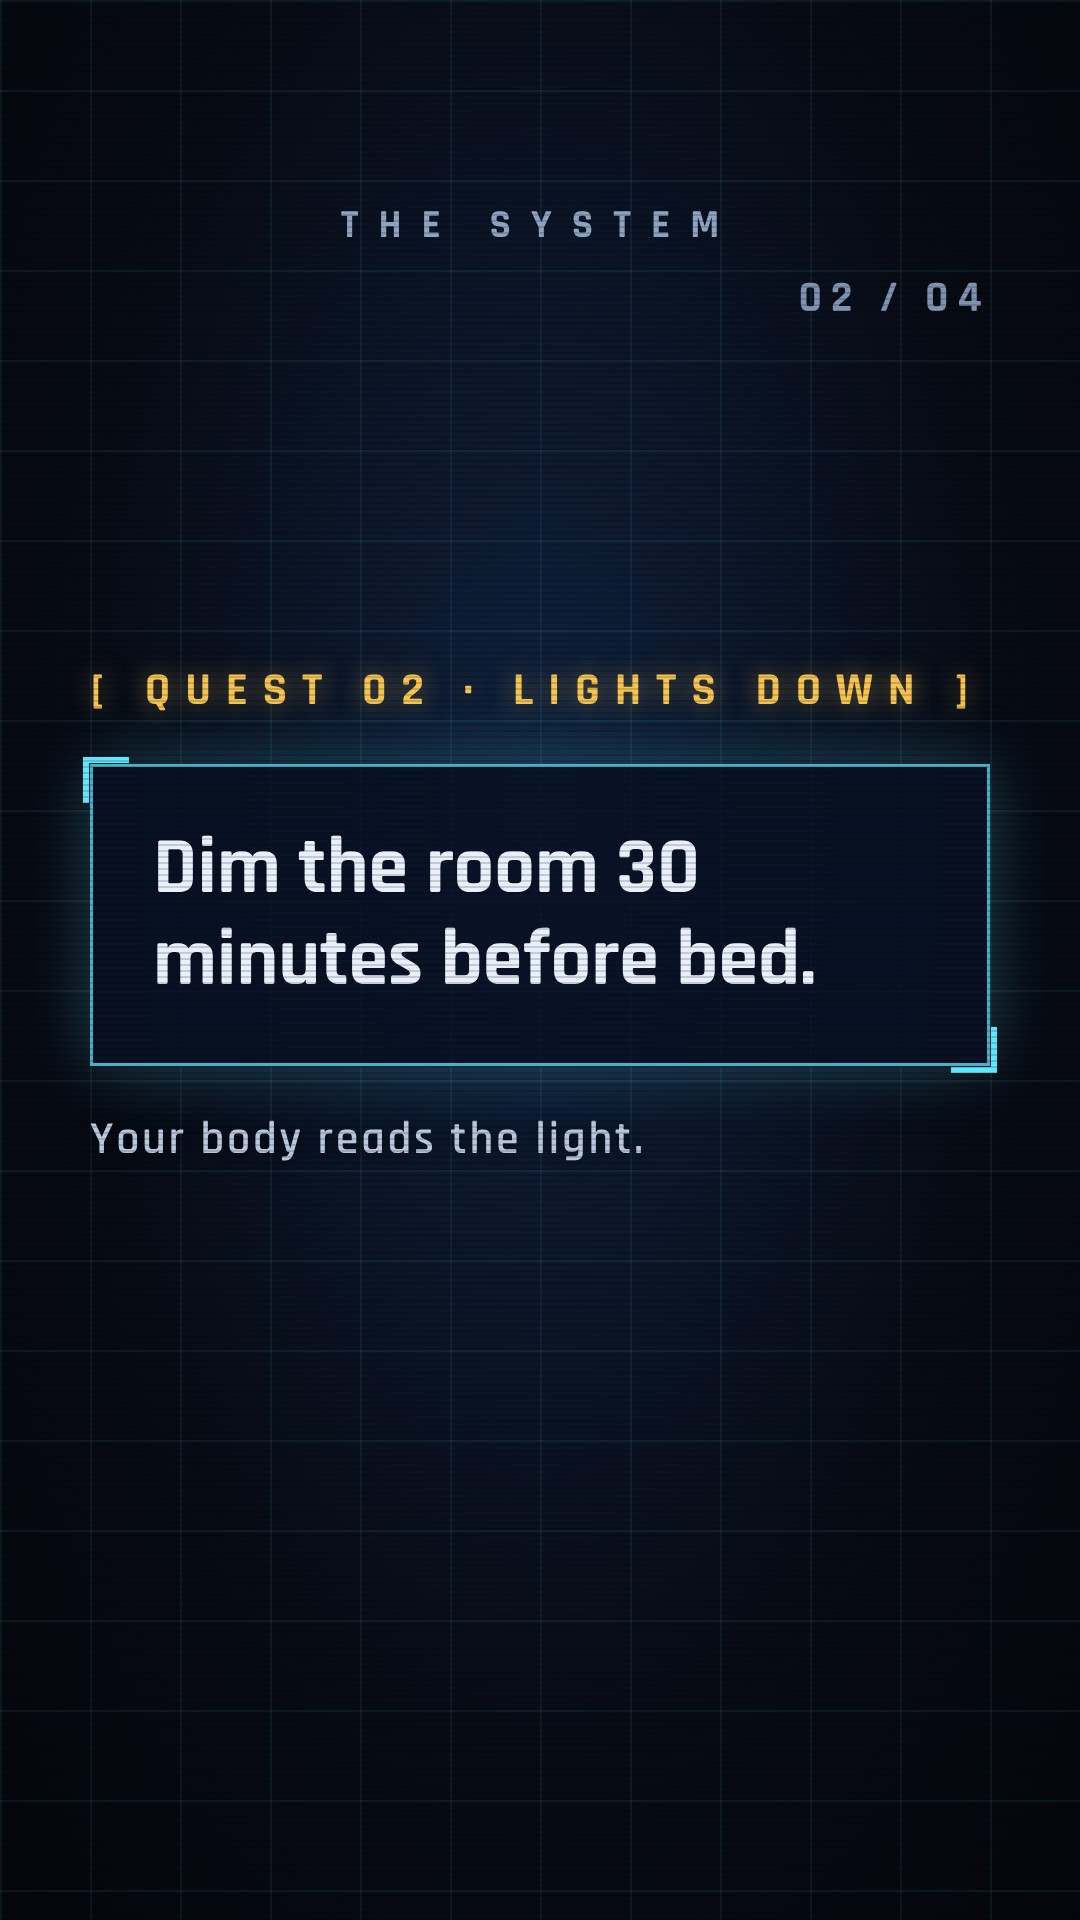 THE SYSTEM
02 / 04
[ QUEST 02 · LIGHTS DOWN ]
Dim the room 30
minutes before bed.
Your body reads the light.